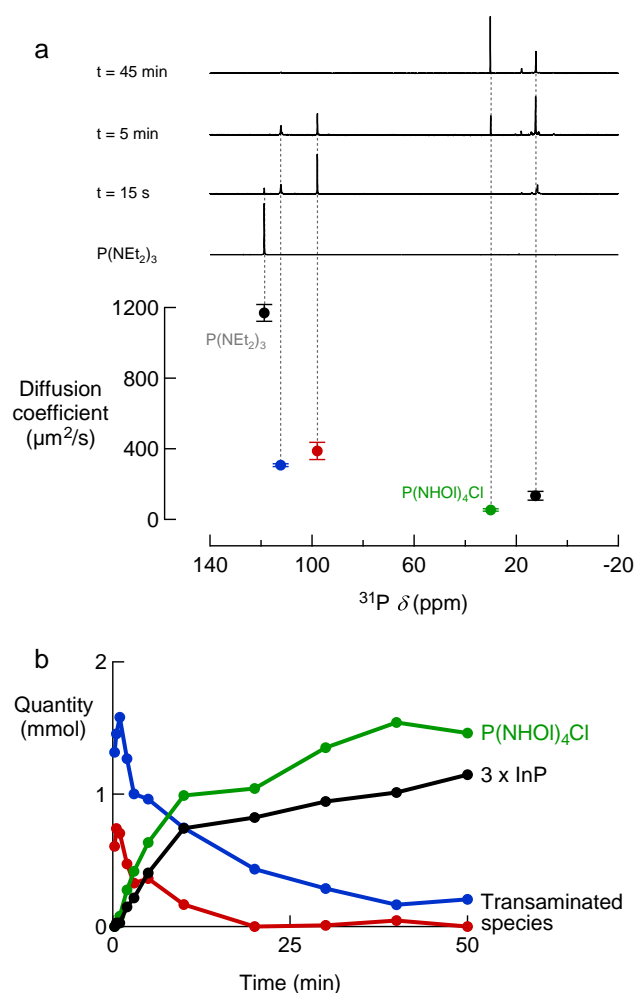 a
t = 45 min
t = 5 min
t = 15 s
P(NEt₂)₃
1200
P(NEt₂)₃
800
Diffusion
coefficient
(µm²/s)
400
P(NHOl)₄Cl
0
140 100 60 20 -20
³¹P δ (ppm)
b
2
Quantity
(mmol)
P(NHOl)₄Cl
3 x InP
1
Transaminated
species
0
0 25 50
Time (min)